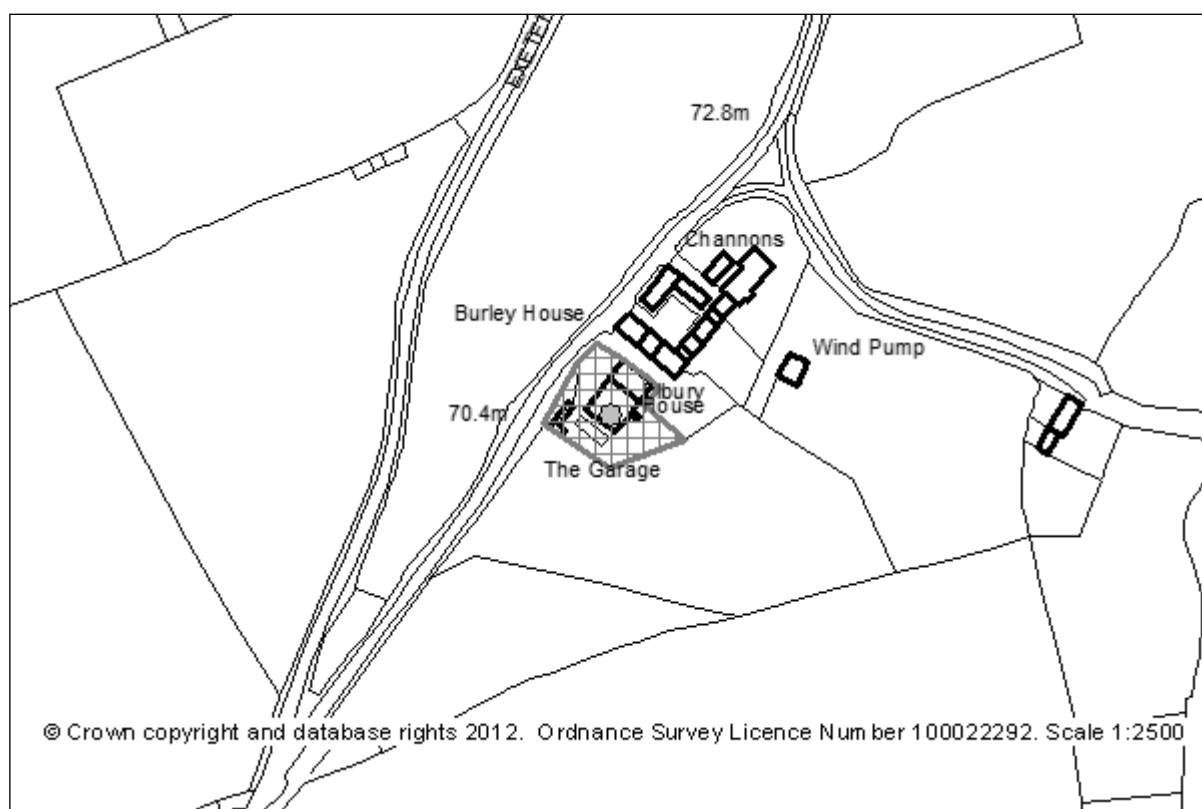 72.8m
Channons
Burley House
Wind Pump
House
70.4m
The Garage
© Crown copyright and database rights 2012. Ordnance Survey Licence Number 100022292. Scale 1:2500